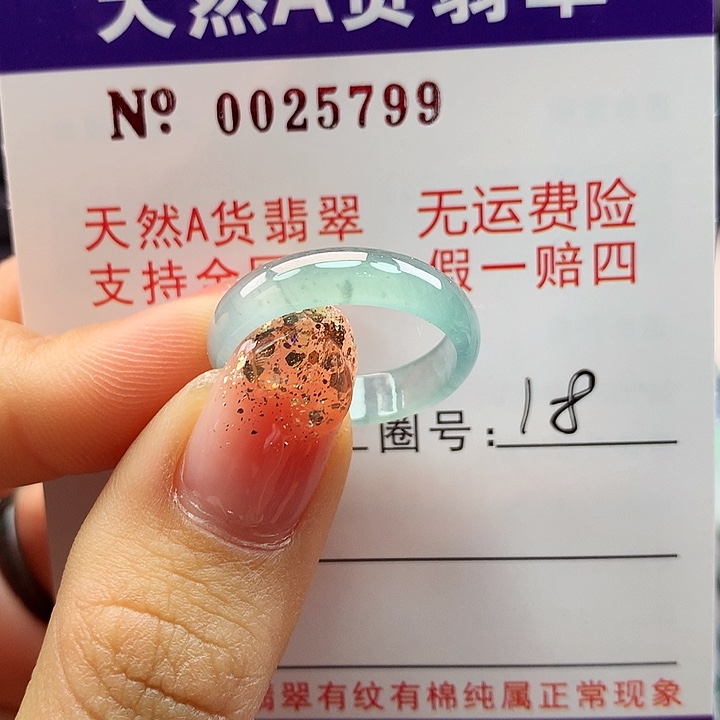 天然A货翡翠
Nº 0025799
天然A货翡翠 无运费险
支持全 假一赔四
圈号: 18
翡翠有纹有棉纯属正常现象